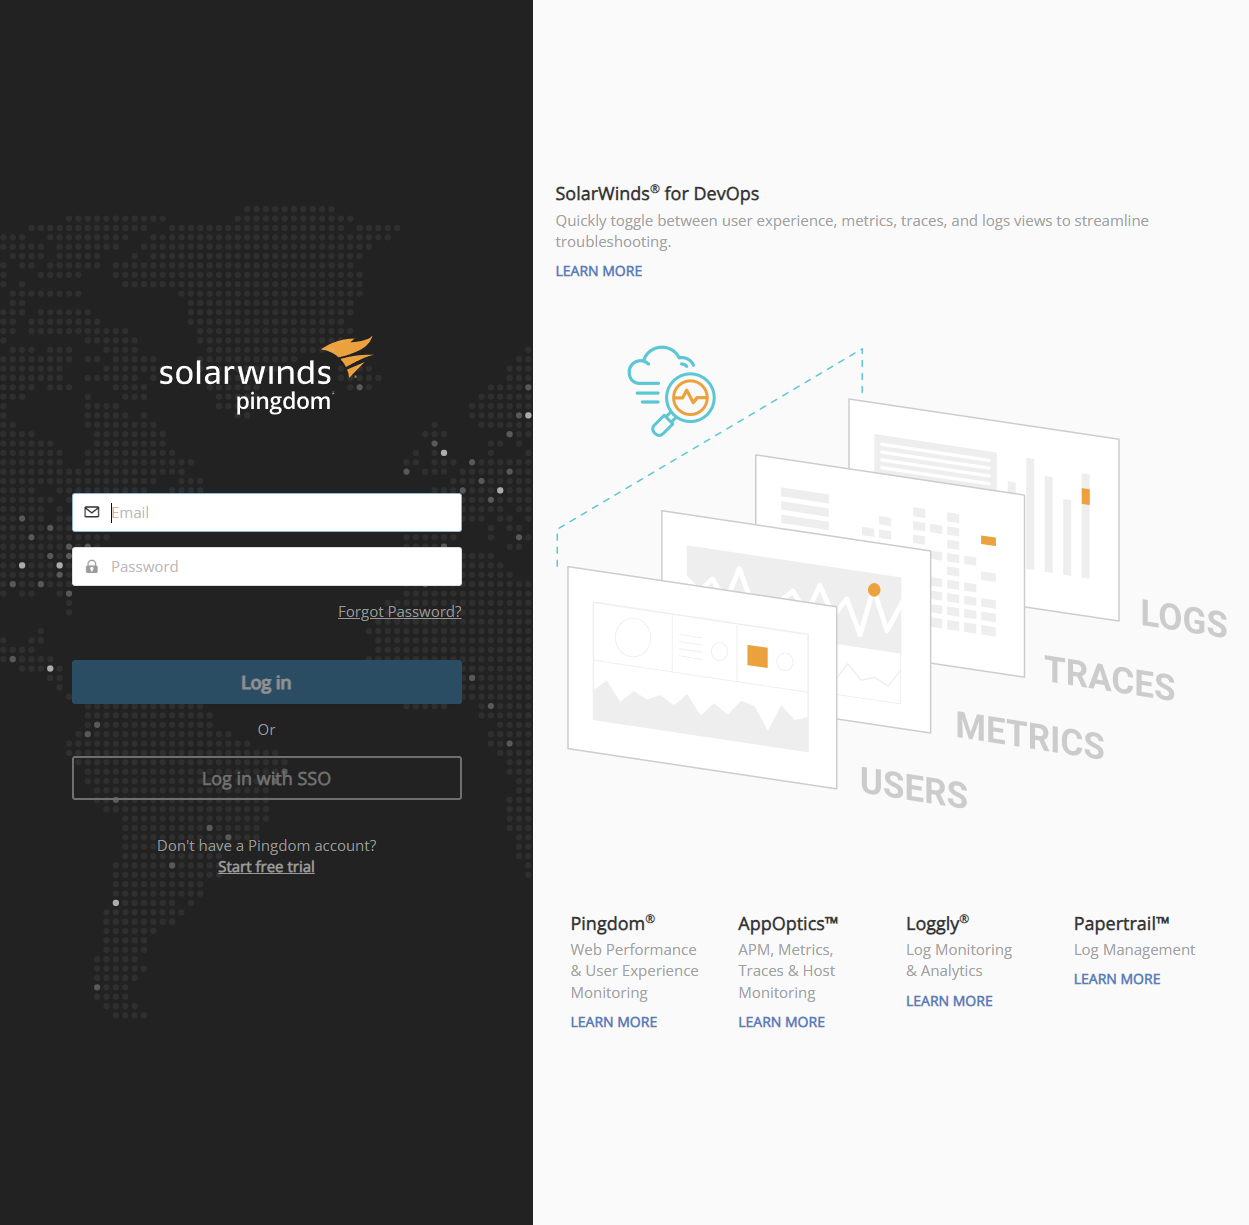 solarwinds
pingdom
Email
Password
Forgot Password?
Log in
Or
Log in with SSO
Don't have a Pingdom account?
Start free trial
SolarWinds® for DevOps
Quickly toggle between user experience, metrics, traces, and logs views to streamline
troubleshooting.
LEARN MORE
LOGS
TRACES
METRICS
USERS
Pingdom®
Web Performance
& User Experience
Monitoring
LEARN MORE
AppOptics™
APM, Metrics,
Traces & Host
Monitoring
LEARN MORE
Loggly®
Log Monitoring
& Analytics
LEARN MORE
Papertrail™
Log Management
LEARN MORE